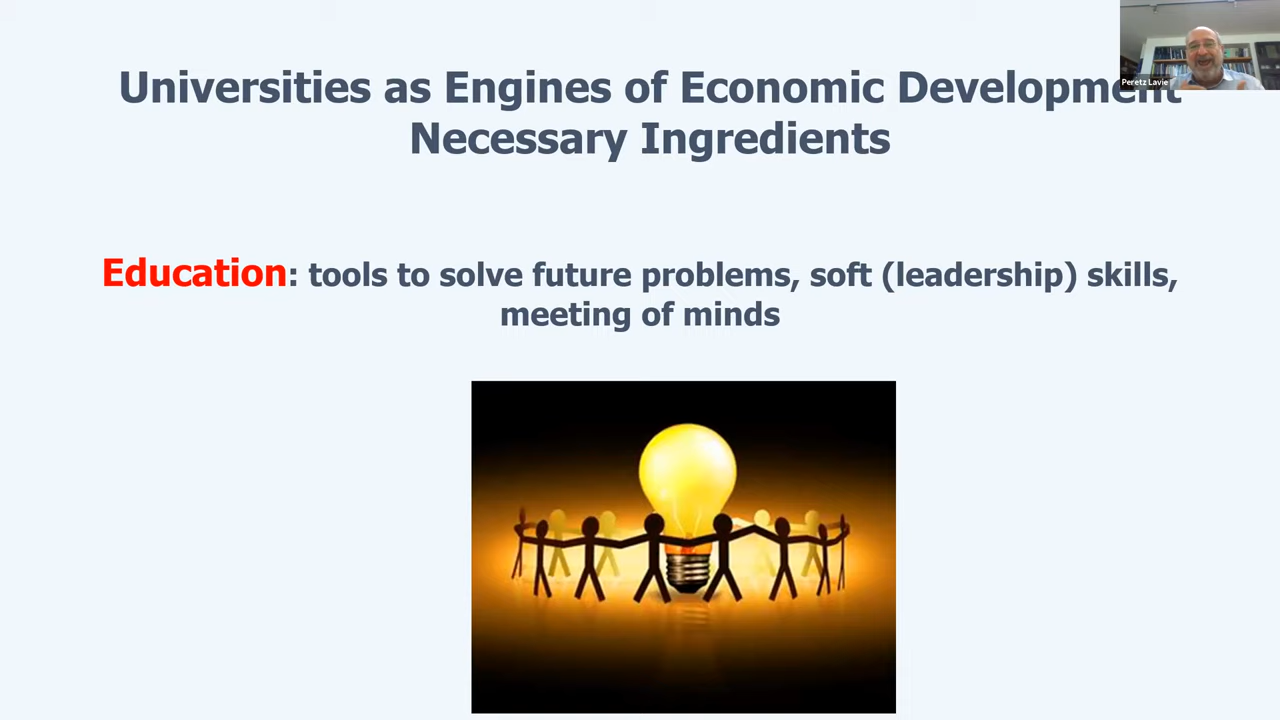 Universities as Engines of Economic Development
Necessary Ingredients
Peretz Lavie
Education: tools to solve future problems, soft (leadership) skills,
meeting of minds